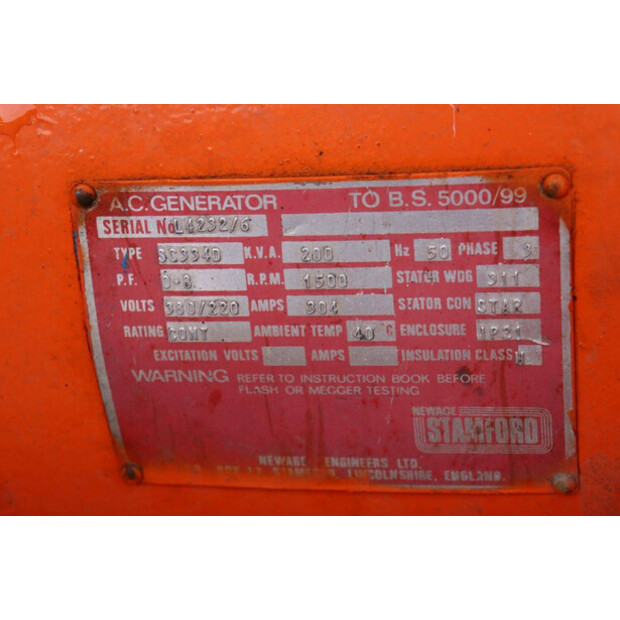 A.C. GENERATOR TO B.S. 5000/99
SERIAL No L4232/6
TYPE SC334D K.V.A. 200 Hz 50 PHASE 3
P.F. 0-8 R.P.M. 1500 STATOR WDG 311
VOLTS 380/220 AMPS 304 STATOR CON STAR
RATING CONT AMBIENT TEMP 40 °C ENCLOSURE IP21
EXCITATION VOLTS AMPS INSULATION CLASS H
WARNING REFER TO INSTRUCTION BOOK BEFORE
FLASH OR MEGGER TESTING
NEWAGE
STAMFORD
NEWAGE ENGINEERS LTD.
BOX 17, LINCOLNSHIRE, ENGLAND.